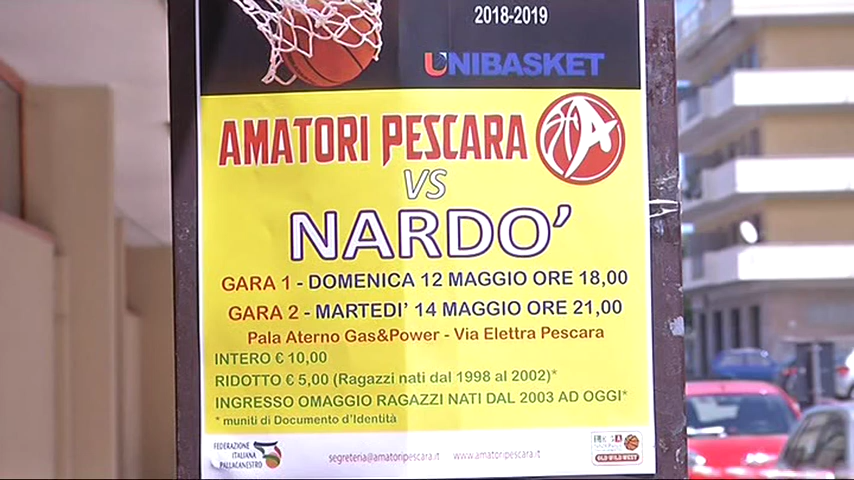 2018-2019
UNIBASKET
AMATORI PESCARA
VS
NARDO'
GARA 1 - DOMENICA 12 MAGGIO ORE 18,00
GARA 2 - MARTEDI' 14 MAGGIO ORE 21,00
Pala Aterno Gas&Power - Via Elettra Pescara
INTERO € 10,00
RIDOTTO € 5,00 (Ragazzi nati dal 1998 al 2002)*
INGRESSO OMAGGIO RAGAZZI NATI DAL 2003 AD OGGI*
* muniti di Documento d'Identità
FEDERAZIONE
ITALIANA
PALLACANESTRO
segreteria@amatoripescara.it www.amatoripescara.it
OLD WILD WEST